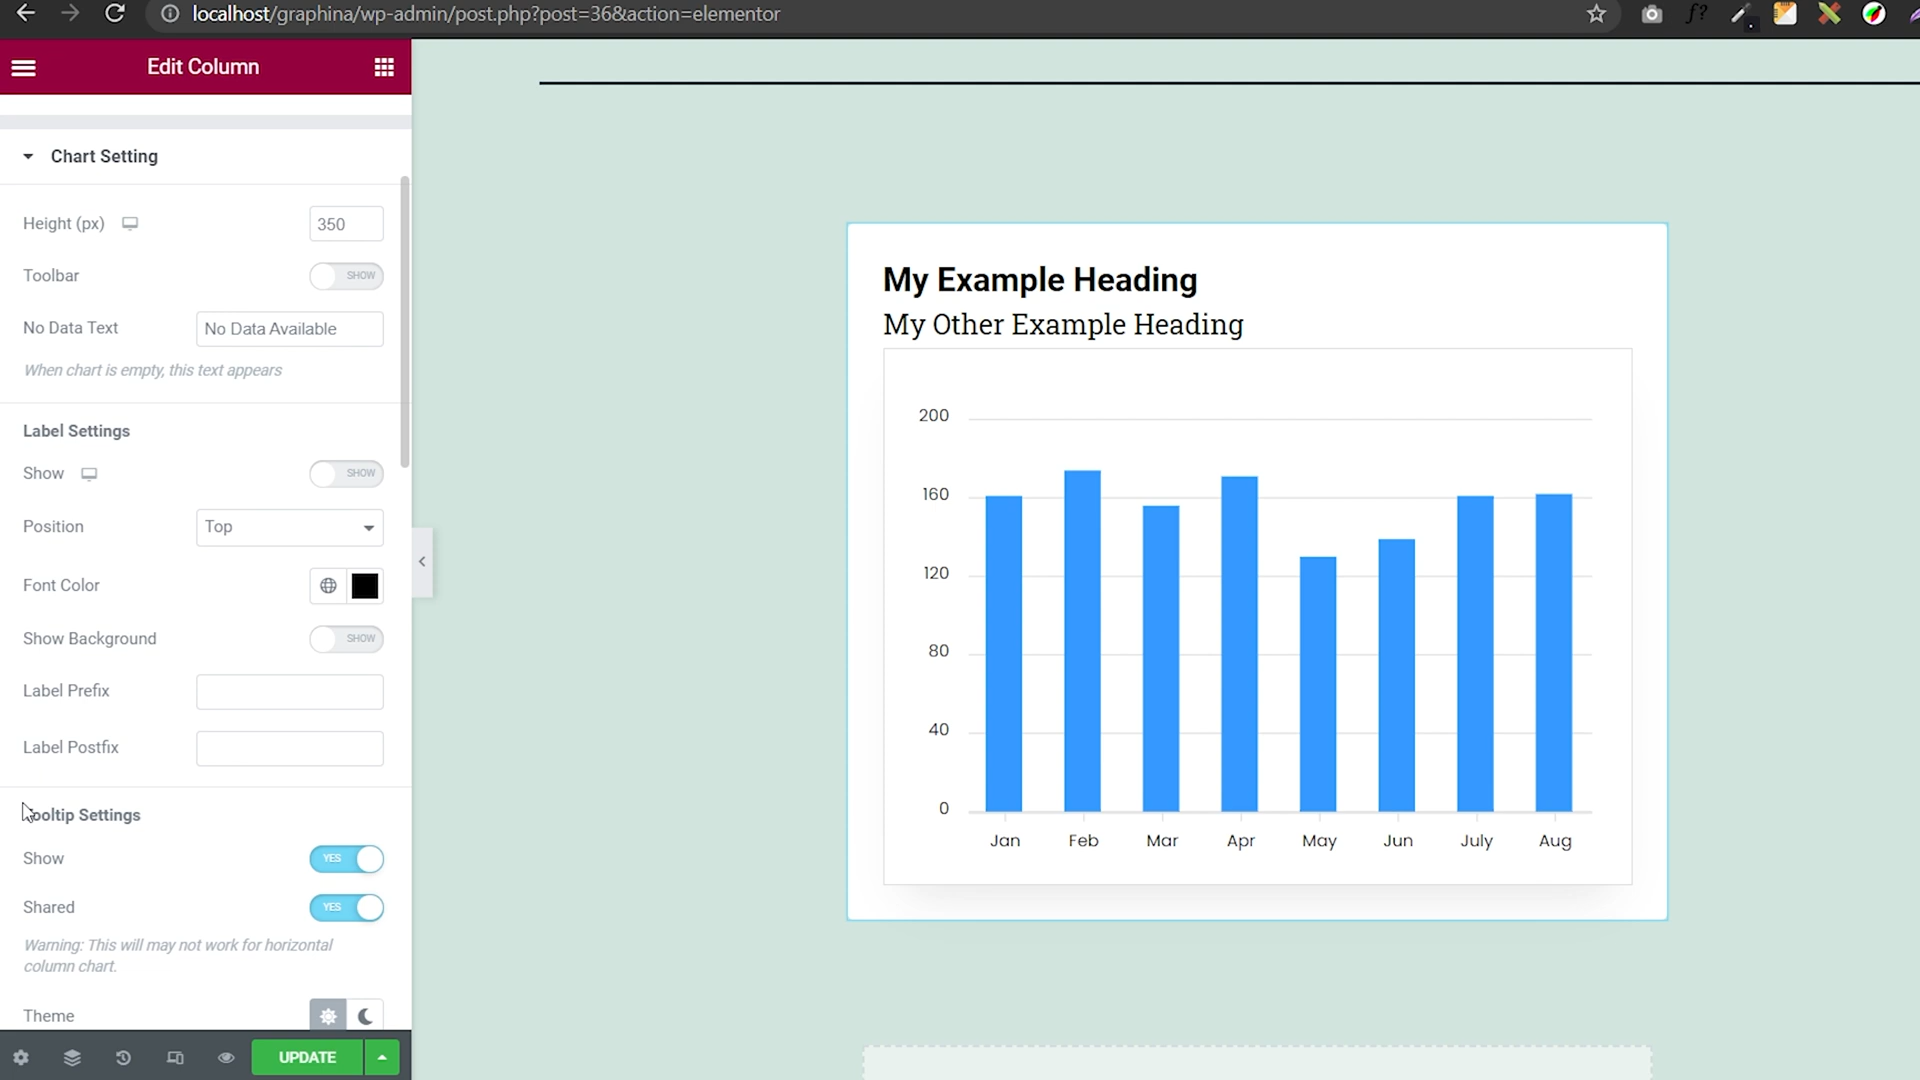 localhost/graphina/wp-admin/post.php?post=36&action=elementor
f?
Edit Column
Chart Setting
Height (px)
350
Toolbar
SHOW
No Data Text
No Data Available
When chart is empty, this text appears
Label Settings
Show
SHOW
Position
Top
Font Color
Show Background
SHOW
Label Prefix
Label Postfix
Tooltip Settings
Show
YES
Shared
YES
Warning: This will may not work for horizontal
column chart.
Theme
UPDATE
My Example Heading
My Other Example Heading
200
160
120
80
40
0
Jan Feb Mar Apr May Jun July Aug